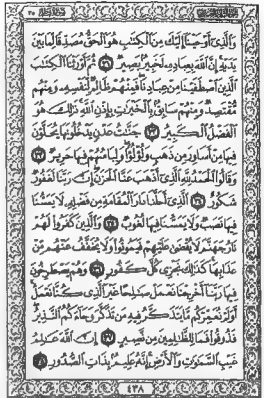 وَالَّذِي أَوْحَيْنَا إِلَيْكَ مِنَ الْكِتَابِ هُوَ الْحَقُّ مُصَدِّقًا لِمَا بَيْنَ
يَدَيْهِ إِنَّ اللَّهَ بِعِبَادِهِ لَخَبِيرٌ بَصِيرٌ ﴿٣١﴾ ثُمَّ أَوْرَثْنَا الْكِتَابَ
الَّذِينَ اصْطَفَيْنَا مِنْ عِبَادِنَا فَمِنْهُمْ ظَالِمٌ لِنَفْسِهِ وَمِنْهُمْ
مُقْتَصِدٌ وَمِنْهُمْ سَابِقٌ بِالْخَيْرَاتِ بِإِذْنِ اللَّهِ ذَلِكَ هُوَ
الْفَضْلُ الْكَبِيرُ ﴿٣٢﴾ جَنَّاتُ عَدْنٍ يَدْخُلُونَهَا يُحَلَّوْنَ
فِيهَا مِنْ أَسَاوِرَ مِنْ ذَهَبٍ وَلُؤْلُؤًا وَلِبَاسُهُمْ فِيهَا حَرِيرٌ ﴿٣٣﴾
وَقَالُوا الْحَمْدُ لِلَّهِ الَّذِي أَذْهَبَ عَنَّا الْحَزَنَ إِنَّ رَبَّنَا لَغَفُورٌ
شَكُورٌ ﴿٣٤﴾ الَّذِي أَحَلَّنَا دَارَ الْمُقَامَةِ مِنْ فَضْلِهِ لَا يَمَسُّنَا
فِيهَا نَصَبٌ وَلَا يَمَسُّنَا فِيهَا لُغُوبٌ ﴿٣٥﴾ وَالَّذِينَ كَفَرُوا لَهُمْ
نَارُ جَهَنَّمَ لَا يُقْضَى عَلَيْهِمْ فَيَمُوتُوا وَلَا يُخَفَّفُ عَنْهُمْ مِنْ
عَذَابِهَا كَذَلِكَ نَجْزِي كُلَّ كَفُورٍ ﴿٣٦﴾ وَهُمْ يَصْطَرِخُونَ
فِيهَا رَبَّنَا أَخْرِجْنَا نَعْمَلْ صَالِحًا غَيْرَ الَّذِي كُنَّا نَعْمَلُ
أَوَلَمْ نُعَمِّرْكُمْ مَا يَتَذَكَّرُ فِيهِ مَنْ تَذَكَّرَ وَجَاءَكُمُ النَّذِيرُ
فَذُوقُوا فَمَا لِلظَّالِمِينَ مِنْ نَصِيرٍ ﴿٣٧﴾ إِنَّ اللَّهَ عَالِمُ
غَيْبِ السَّمَاوَاتِ وَالْأَرْضِ إِنَّهُ عَلِيمٌ بِذَاتِ الصُّدُورِ ﴿٣٨﴾
٤٣٨